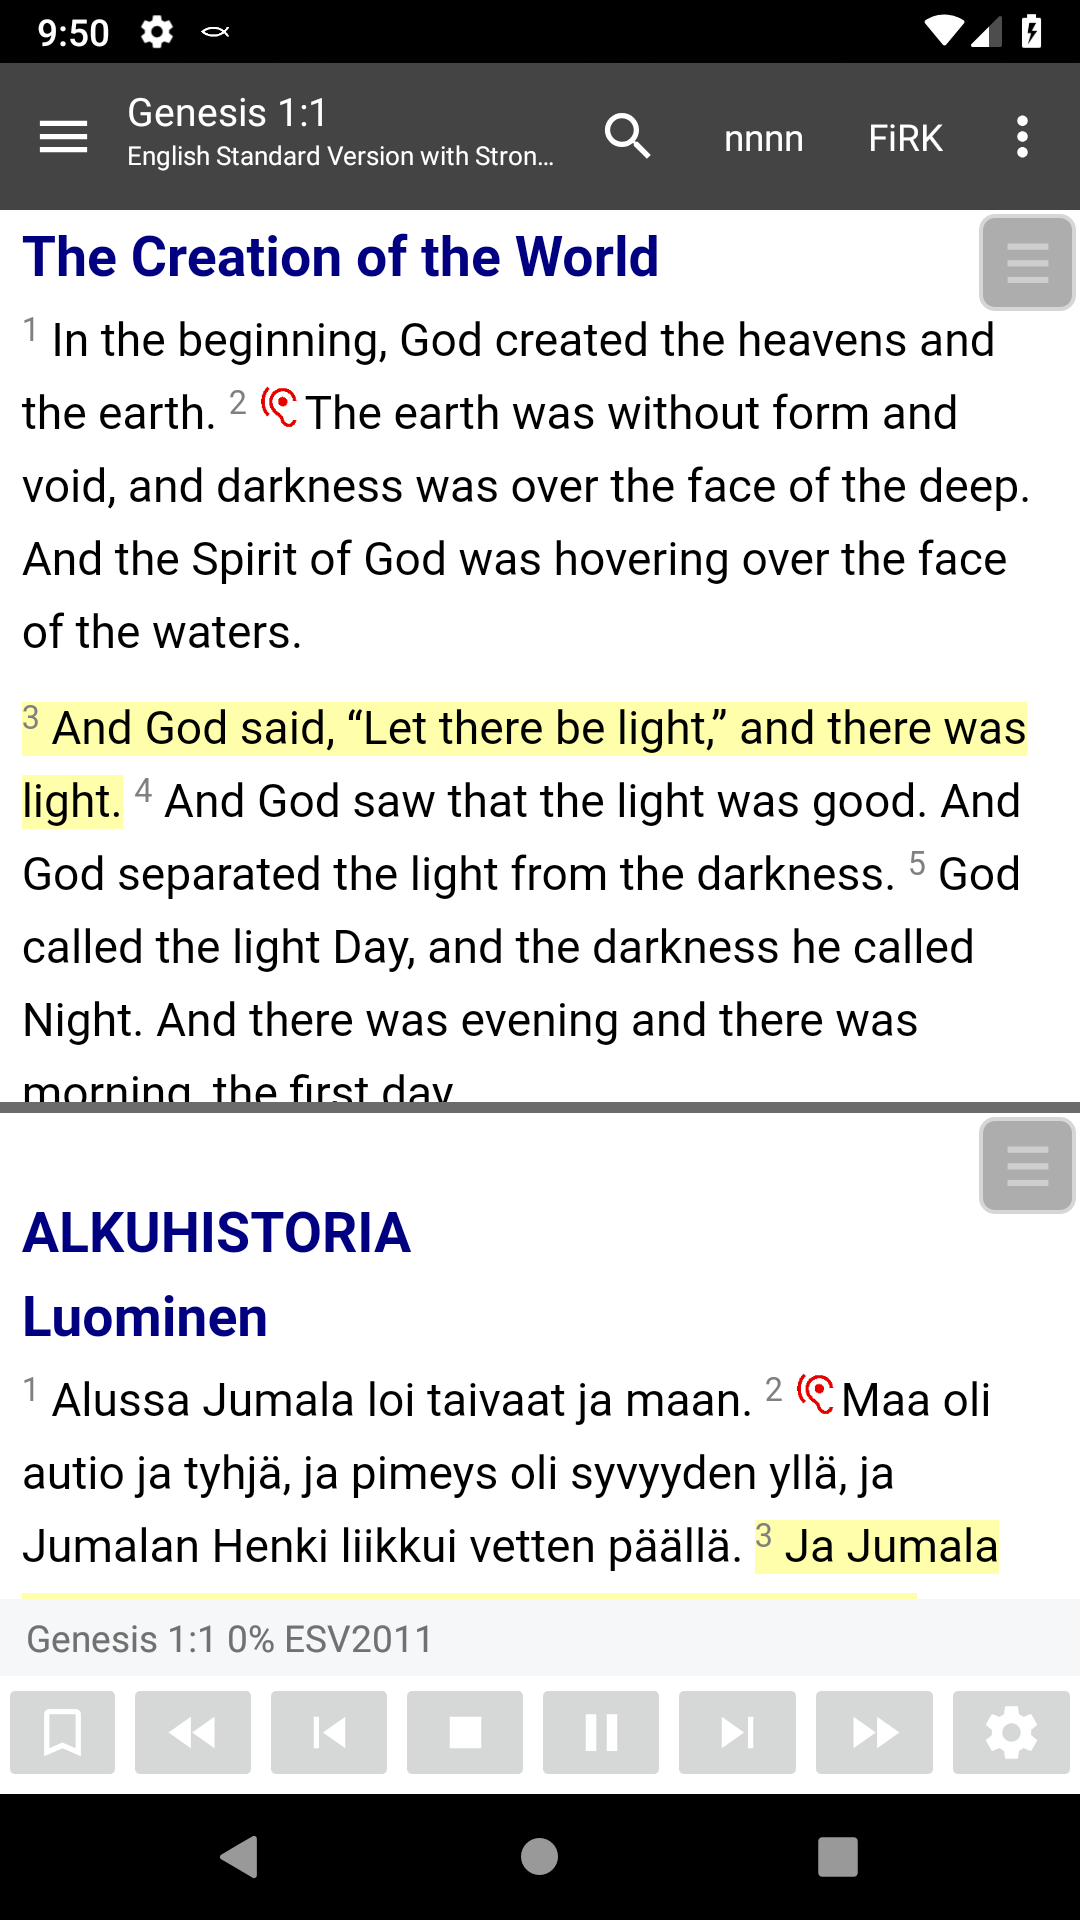 9:50
Genesis 1:1
English Standard Version with Stron...
nnnn
FiRK
The Creation of the World
1 In the beginning, God created the heavens and
the earth. 2 The earth was without form and
void, and darkness was over the face of the deep.
And the Spirit of God was hovering over the face
of the waters.
3 And God said, “Let there be light,” and there was
light. 4 And God saw that the light was good. And
God separated the light from the darkness. 5 God
called the light Day, and the darkness he called
Night. And there was evening and there was
morning, the first day
ALKUHISTORIA
Luominen
1 Alussa Jumala loi taivaat ja maan. 2 Maa oli
autio ja tyhjä, ja pimeys oli syvyyden yllä, ja
Jumalan Henki liikkui vetten päällä. 3 Ja Jumala
Genesis 1:1 0% ESV2011